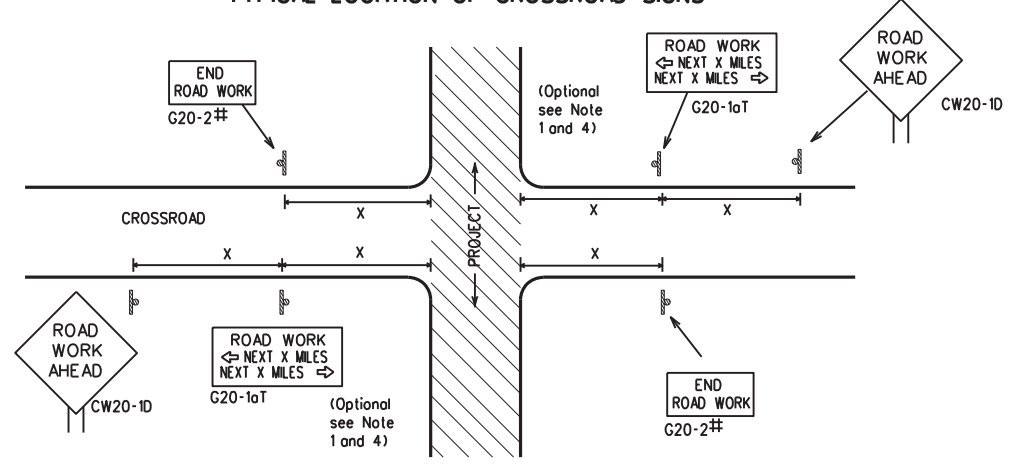 TYPICAL LOCATION OF CROSSROAD SIGNS
END
ROAD WORK
G20-2#
(Optional
see Note
1 and 4)
ROAD WORK
⇦ NEXT X MILES
NEXT X MILES ⇨
G20-1aT
ROAD
WORK
AHEAD
CW20-1D
X
X
X
CROSSROAD
PROJECT
X
X
X
ROAD
WORK
AHEAD
CW20-1D
ROAD WORK
⇦ NEXT X MILES
NEXT X MILES ⇨
G20-1aT
(Optional
see Note
1 and 4)
END
ROAD WORK
G20-2#